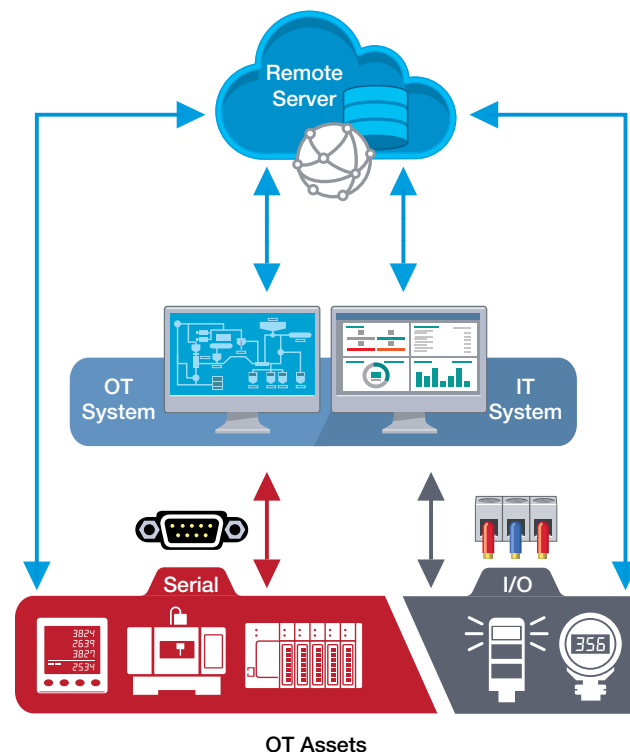 Remote
Server
OT
System
IT
System
Serial
I/O
3824
2639
3827
2534
356
OT Assets